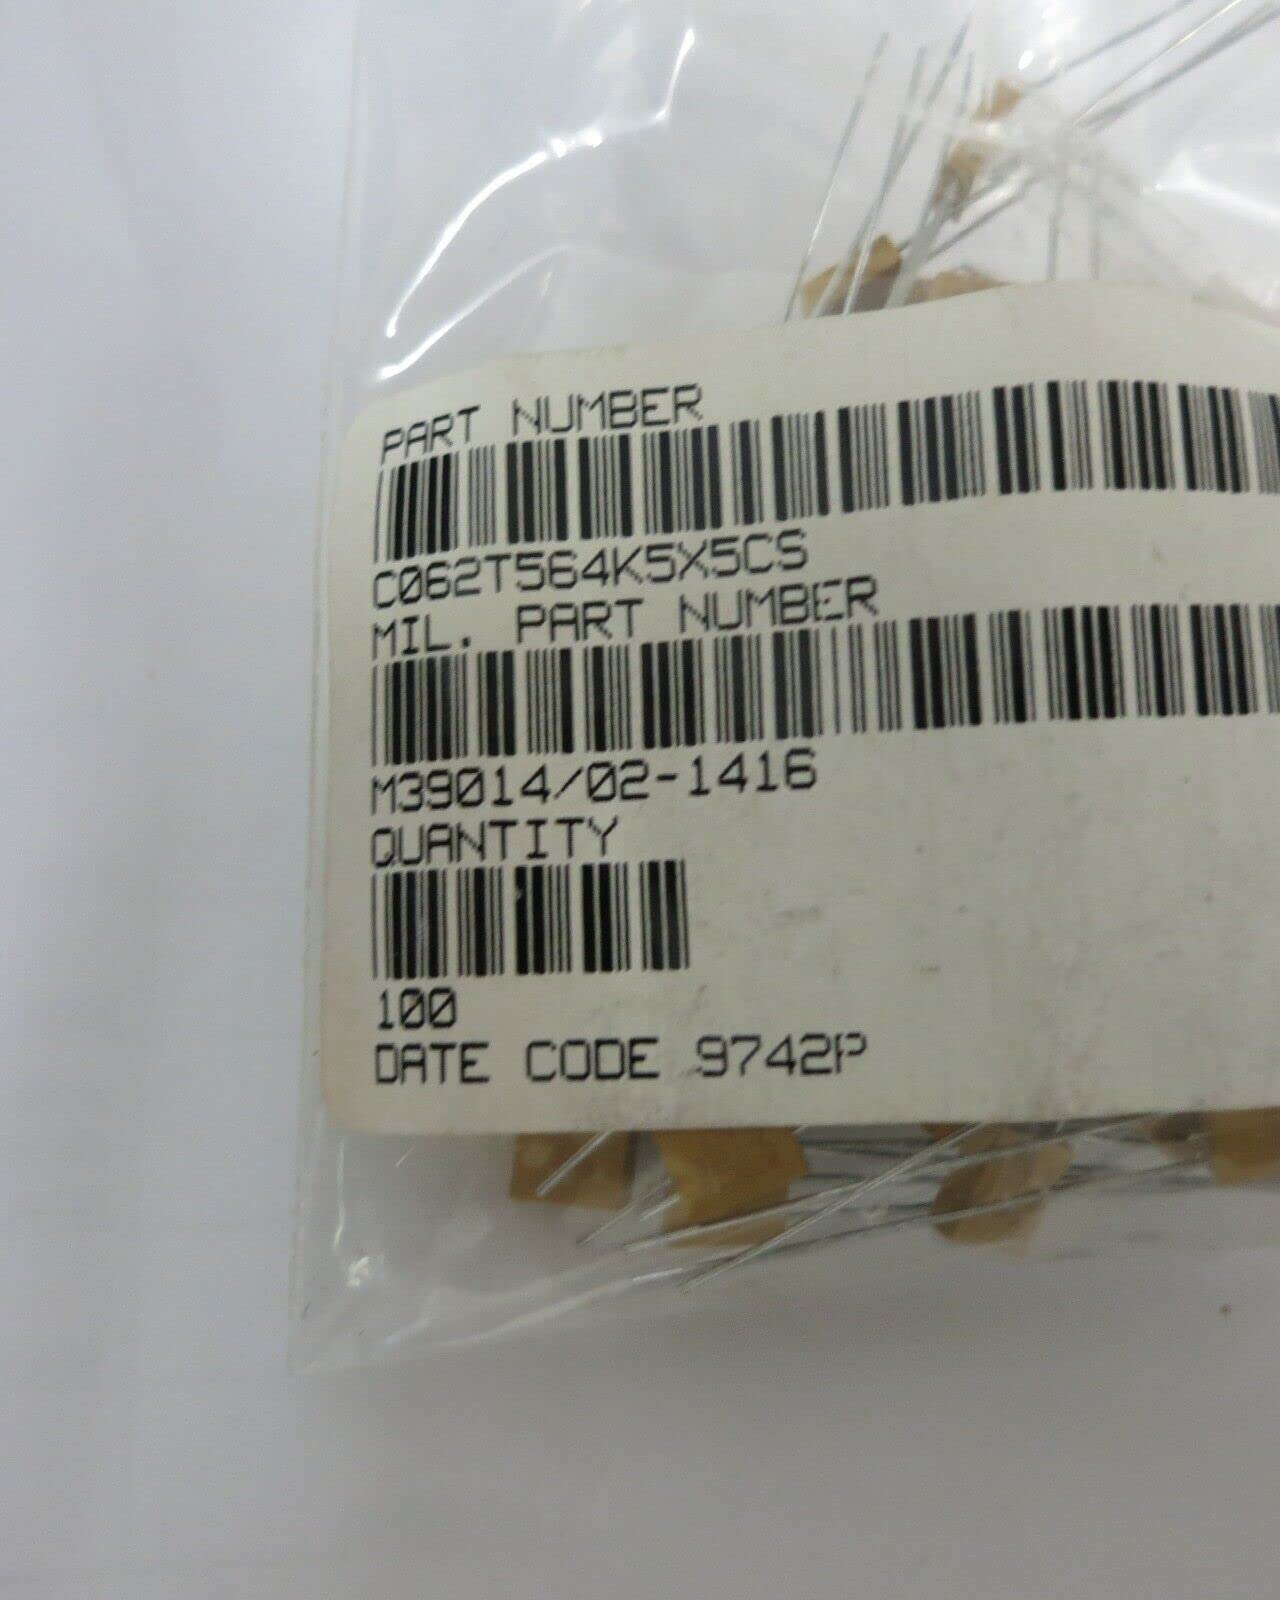 PART NUMBER
C062T564K5X5CS
MIL. PART NUMBER
M39014/02-1416
QUANTITY
100
DATE CODE 9742P